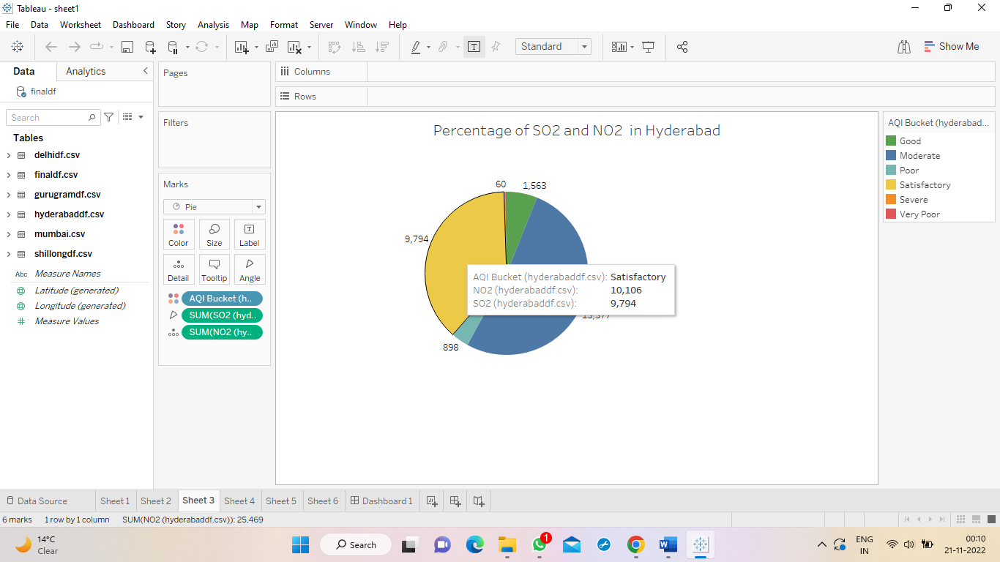 Tableau - sheet1
File Data Worksheet Dashboard Story Analysis Map Format Server Window Help
Standard
Show Me
Data Analytics
finaldf
Search
Tables
delhidf.csv
finaldf.csv
gurugramdf.csv
hyderabaddf.csv
mumbai.csv
shillongdf.csv
Abc Measure Names
Latitude (generated)
Longitude (generated)
Measure Values
Pages
Filters
Marks
Pie
Color Size Label
Detail Tooltip Angle
AQI Bucket (h..
SUM(SO2 (hyd..
SUM(NO2 (hy..
Columns
Rows
Percentage of SO2 and NO2 in Hyderabad
60 1,563
9,794
AQI Bucket (hyderabaddf.csv): Satisfactory
NO2 (hyderabaddf.csv): 10,106
SO2 (hyderabaddf.csv): 9,794
898
AQI Bucket (hyderabad...
Good
Moderate
Poor
Satisfactory
Severe
Very Poor
Data Source Sheet 1 Sheet 2 Sheet 3 Sheet 4 Sheet 5 Sheet 6 Dashboard 1
6 marks 1 row by 1 column SUM(NO2 (hyderabaddf.csv)): 25,469
14°C
Clear
Search
1
ENG
IN
00:10
21-11-2022